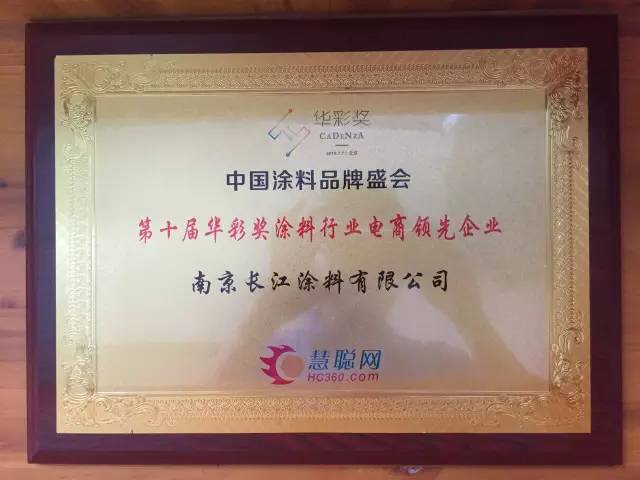 华彩奖
CADENZA
中国涂料品牌盛会
第十届华彩奖涂料行业电商领先企业
南京长江涂料有限公司
慧聪网
HC360.com